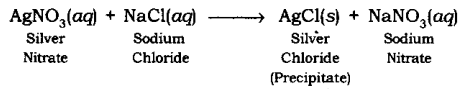 AgNO₃(aq) + NaCl(aq) ⟶ AgCl(s) + NaNO₃(aq)
Silver Sodium Silver Sodium
Nitrate Chloride Chloride Nitrate
(Precipitate)